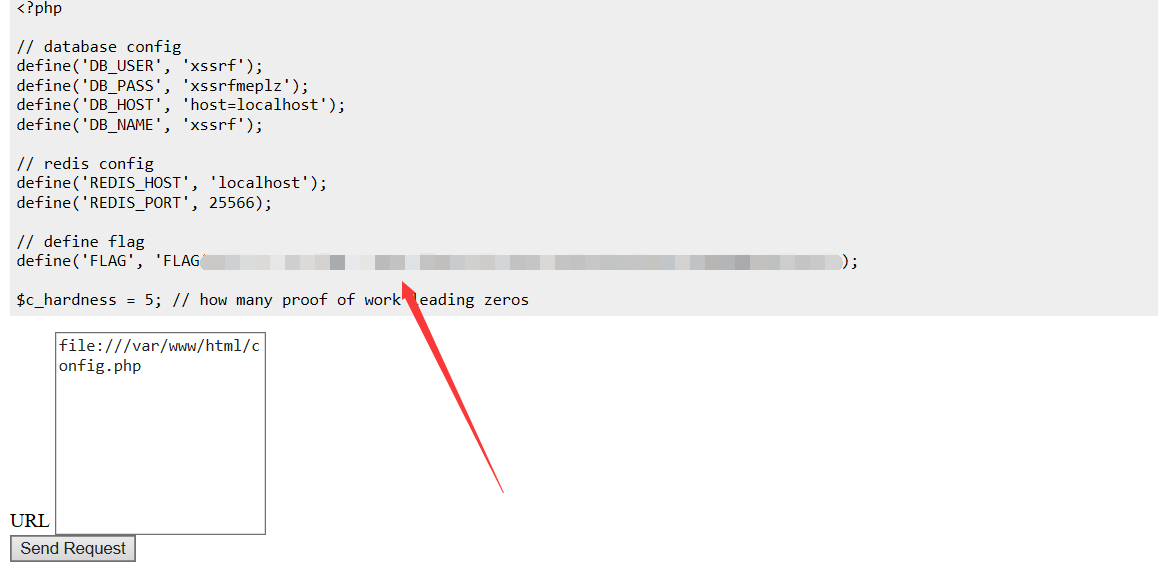 <?php
// database config
define('DB_USER', 'xssrf');
define('DB_PASS', 'xssrfmeplz');
define('DB_HOST', 'host=localhost');
define('DB_NAME', 'xssrf');
// redis config
define('REDIS_HOST', 'localhost');
define('REDIS_PORT', 25566);
// define flag
define('FLAG', 'FLAG );
$c_hardness = 5; // how many proof of work leading zeros
file:///var/www/html/c
onfig.php
URL
Send Request